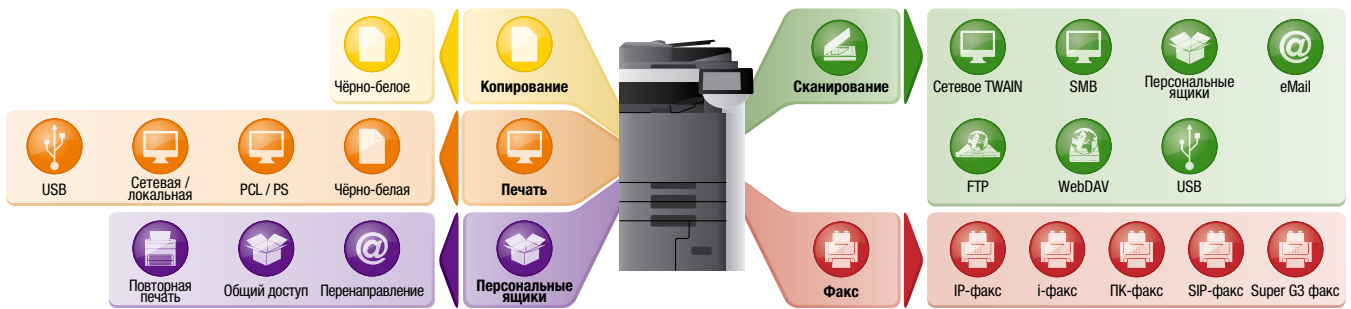 Чёрно-белое
Копирование
Сканирование
Сетевое TWAIN
SMB
Персональные
ящики
eMail
USB
Сетевая /
локальная
PCL / PS
Чёрно-белая
Печать
FTP
WebDAV
USB
Повторная
печать
Общий доступ
Перенаправление
Персональные
ящики
Факс
IP-факс
i-факс
ПК-факс
SIP-факс
Super G3 факс